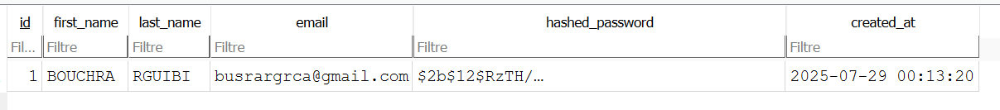 id first_name last_name email hashed_password created_at
Fil... Filtre Filtre Filtre Filtre Filtre
1 BOUCHRA RGUIBI busrargrca@gmail.com $2b$12$RzTH/… 2025-07-29 00:13:20